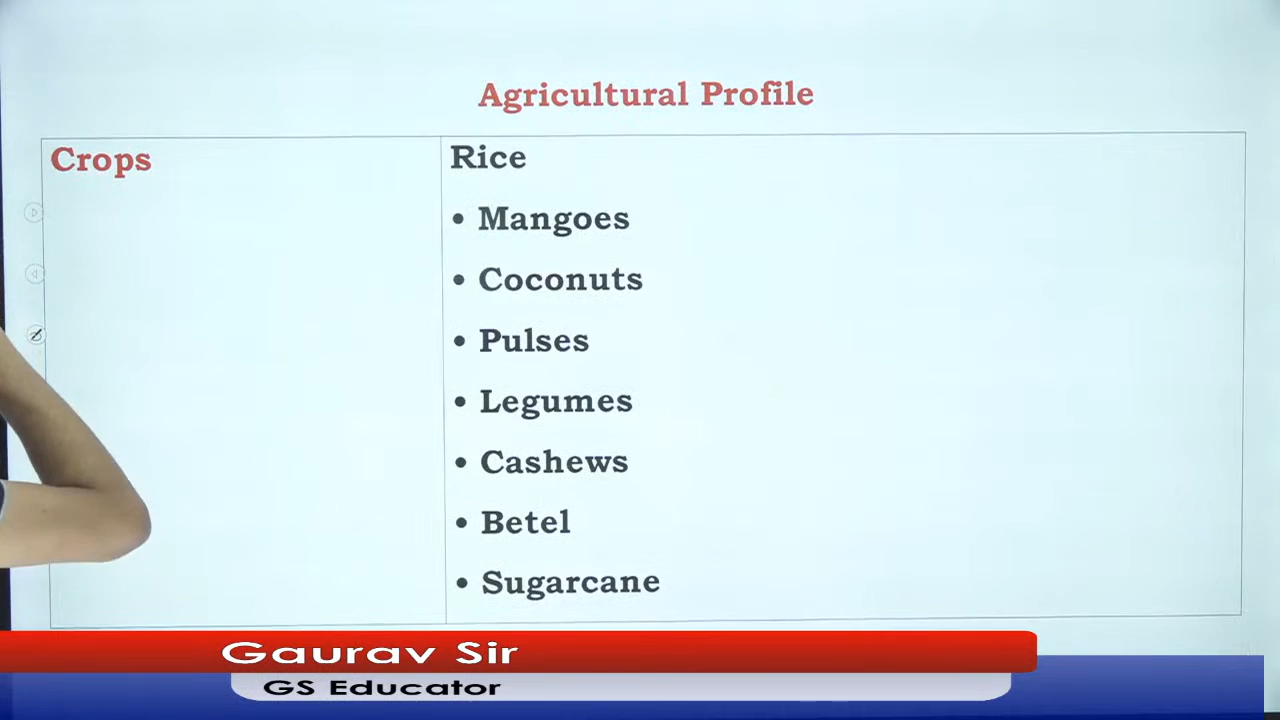 Agricultural Profile
Crops
Rice
• Mangoes
• Coconuts
• Pulses
• Legumes
• Cashews
• Betel
• Sugarcane
Gaurav Sir
GS Educator